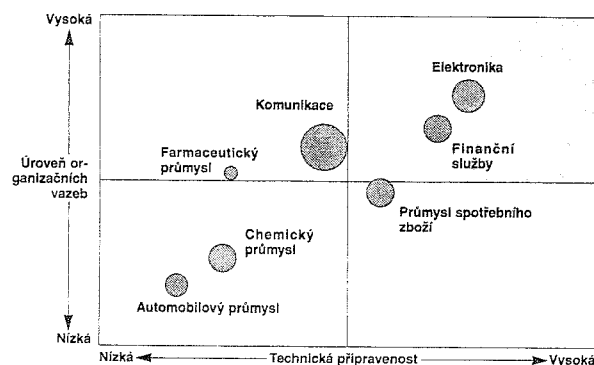 Vysoká
Elektronika
Komunikace
Finanční
služby
Farmaceutický
průmysl
Úroveň or-
ganizačních
vazeb
Průmysl spotřebního
zboží
Chemický
průmysl
Automobilový průmysl
Nízká
Nízká
Technická připravenost
Vysoká